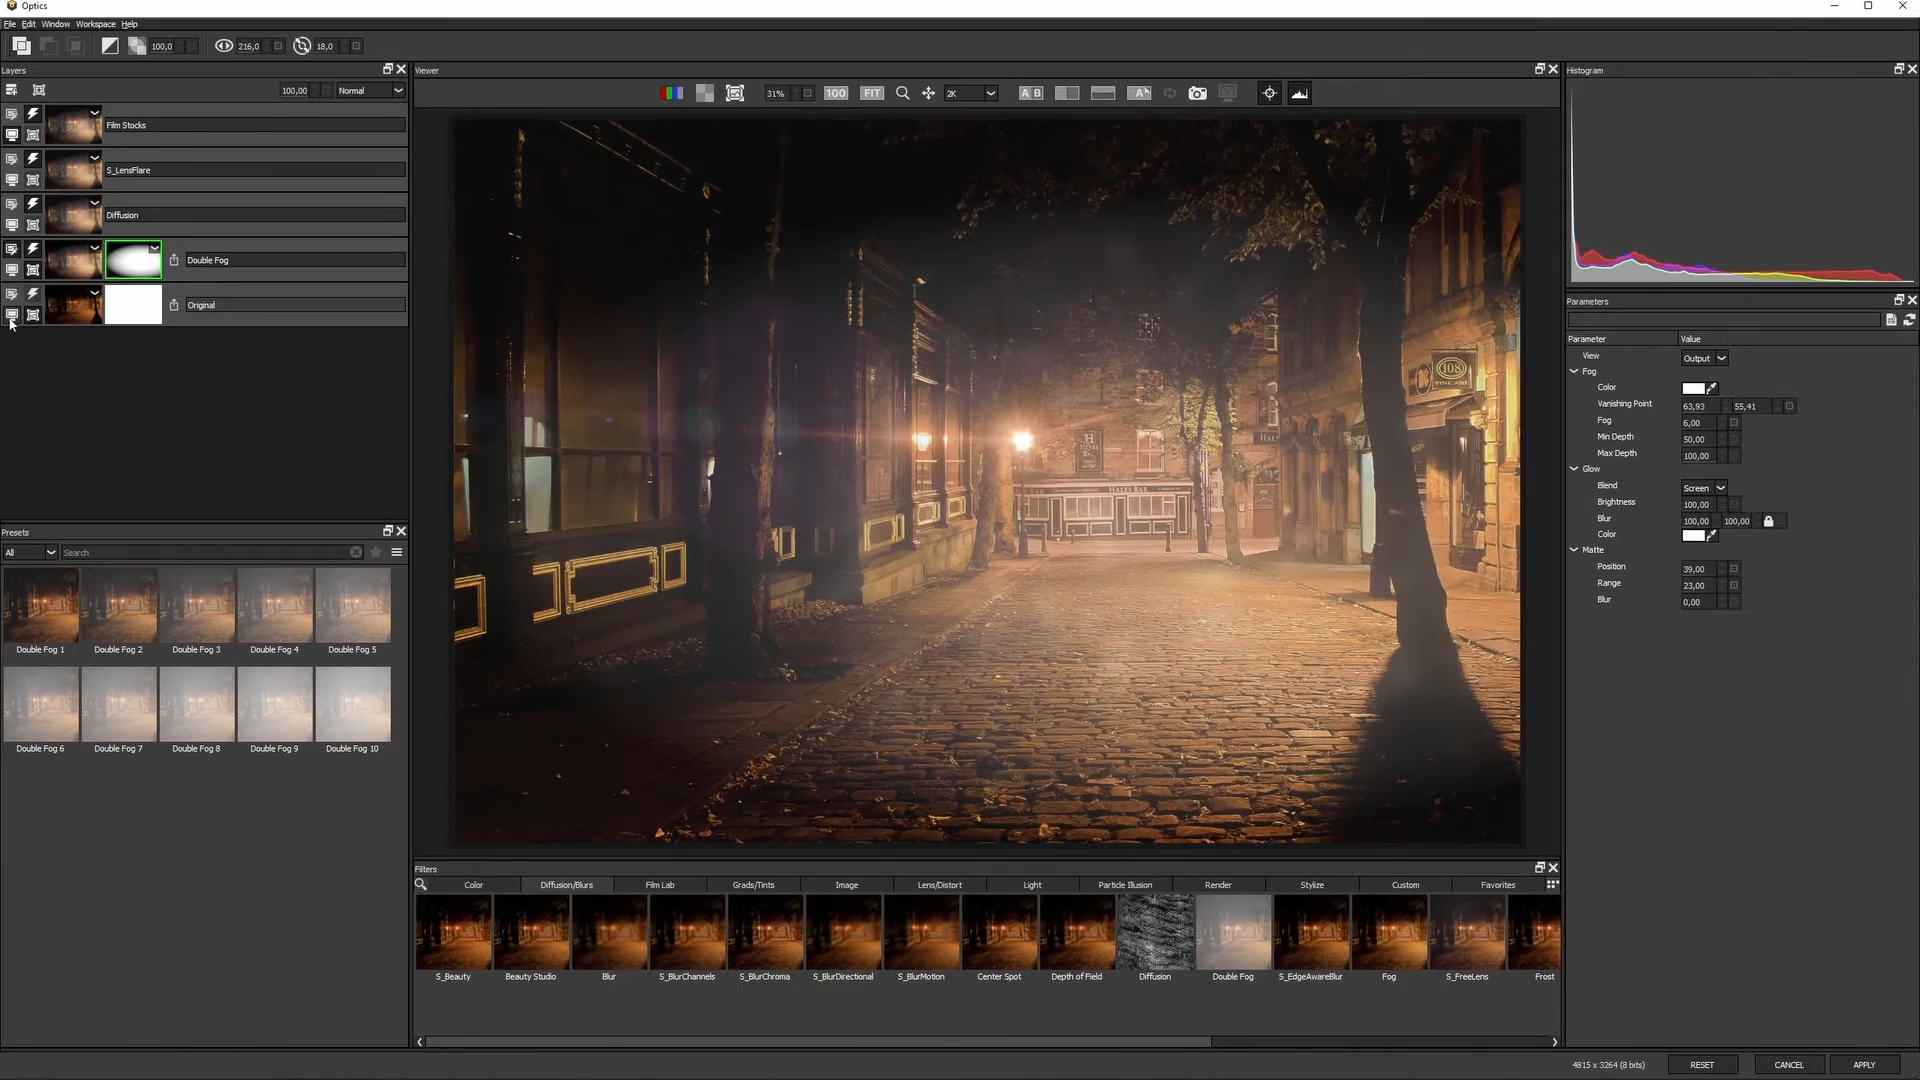 Optics
File Edit Window Workspace Help
100,0 216,0 18,0
Layers
100,00 Normal
Film Stocks
S_LensFlare
Diffusion
Double Fog
Original
Presets
All Search
Double Fog 1 Double Fog 2 Double Fog 3 Double Fog 4 Double Fog 5
Double Fog 6 Double Fog 7 Double Fog 8 Double Fog 9 Double Fog 10
Viewer
31% 100 FIT 2K A B A
108
FINE ART
H
HALES BAR
Filters
Color Diffusion/Blurs Film Lab Grads/Tints Image Lens/Distort Light Particle Illusion Render Stylize Custom Favorites
S_Beauty Beauty Studio Blur S_BlurChannels S_BlurChroma S_BlurDirectional S_BlurMotion Center Spot Depth of Field Diffusion Double Fog S_EdgeAwareBlur Fog S_FreeLens Frost
Histogram
Parameters
Parameter Value
View Output
Fog
Color
Vanishing Point 63,93 55,41
Fog 6,00
Min Depth 50,00
Max Depth 100,00
Glow
Blend Screen
Brightness 100,00
Blur 100,00 100,00
Color
Matte
Position 39,00
Range 23,00
Blur 0,00
4815 x 3264 (8 bits) RESET CANCEL APPLY